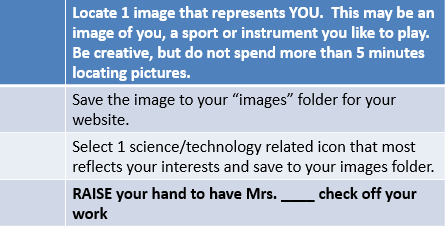 Locate 1 image that represents YOU.  This may be an
image of you, a sport or instrument you like to play.
Be creative, but do not spend more than 5 minutes
locating pictures.
Save the image to your “images” folder for your
website.
Select 1 science/technology related icon that most
reflects your interests and save to your images folder.
RAISE your hand to have Mrs. ____ check off your
work